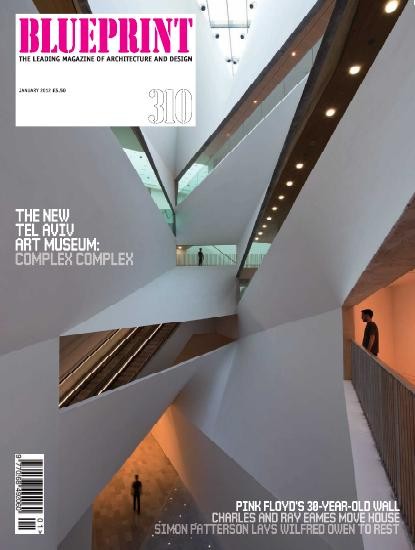 BLUEPRINT
THE LEADING MAGAZINE OF ARCHITECTURE AND DESIGN
JANUARY 2012 £5.50
310
THE NEW
TEL AVIV
ART MUSEUM:
COMPLEX COMPLEX
PINK FLOYD'S 30-YEAR-OLD WALL
CHARLES AND RAY EAMES MOVE HOUSE
SIMON PATTERSON LAYS WILFRED OWEN TO REST